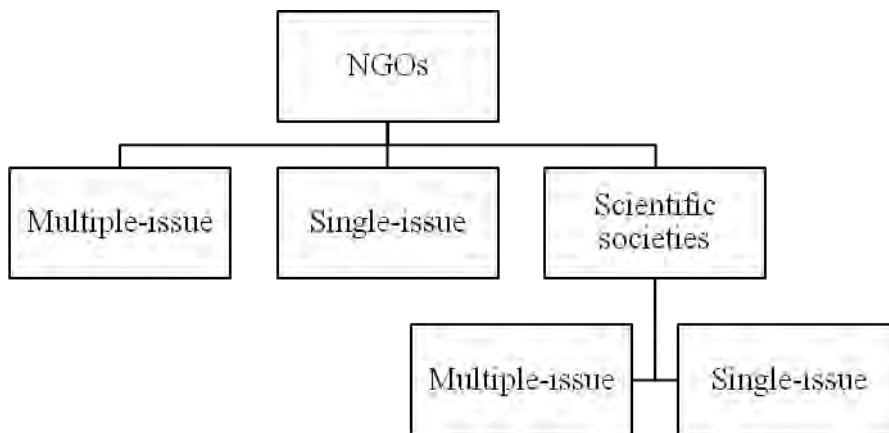 NGOs
Multiple-issue
Single-issue
Scientific
societies
Multiple-issue
Single-issue